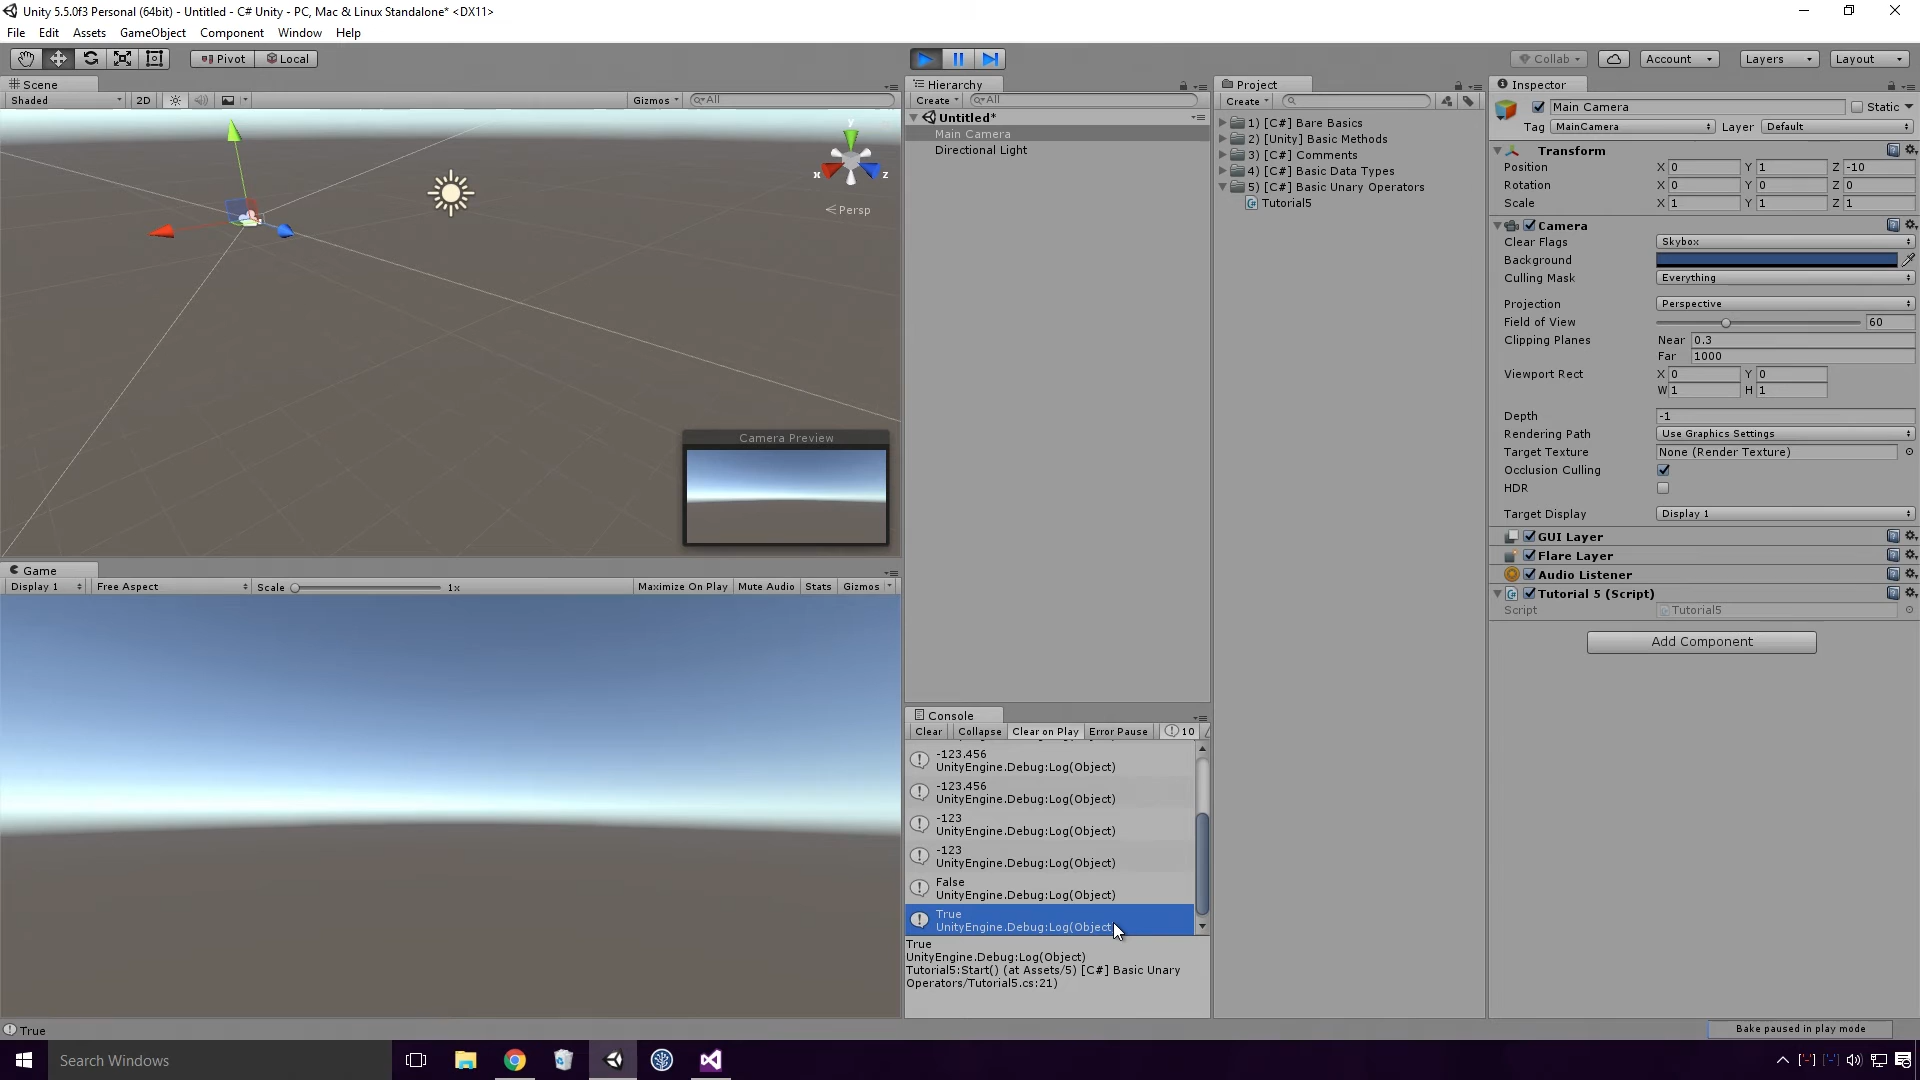 Unity 5.5.0f3 Personal (64bit) - Untitled - C# Unity - PC, Mac & Linux Standalone* <DX11>
File Edit Assets GameObject Component Window Help
Pivot Local
Collab Account Layers Layout
Scene
Shaded 2D Gizmos All
y
x
z
Persp
Camera Preview
Game
Display 1 Free Aspect Scale 1x Maximize On Play Mute Audio Stats Gizmos
Hierarchy
Create All
Untitled*
Main Camera
Directional Light
Project
Create
1) [C#] Bare Basics
2) [Unity] Basic Methods
3) [C#] Comments
4) [C#] Basic Data Types
5) [C#] Basic Unary Operators
Tutorial5
Console
Clear Collapse Clear on Play Error Pause 10
-123.456
UnityEngine.Debug:Log(Object)
-123.456
UnityEngine.Debug:Log(Object)
-123
UnityEngine.Debug:Log(Object)
-123
UnityEngine.Debug:Log(Object)
False
UnityEngine.Debug:Log(Object)
True
UnityEngine.Debug:Log(Object
True
UnityEngine.Debug:Log(Object)
Tutorial5:Start() (at Assets/5) [C#] Basic Unary
Operators/Tutorial5.cs:21)
Inspector
Main Camera Static
Tag MainCamera Layer Default
Transform
Position X 0 Y 1 Z -10
Rotation X 0 Y 0 Z 0
Scale X 1 Y 1 Z 1
Camera
Clear Flags Skybox
Background
Culling Mask Everything
Projection Perspective
Field of View 60
Clipping Planes Near 0.3
Far 1000
Viewport Rect X 0 Y 0
W 1 H 1
Depth -1
Rendering Path Use Graphics Settings
Target Texture None (Render Texture)
Occlusion Culling
HDR
Target Display Display 1
GUI Layer
Flare Layer
Audio Listener
Tutorial 5 (Script)
Script Tutorial5
Add Component
True
Bake paused in play mode
Search Windows